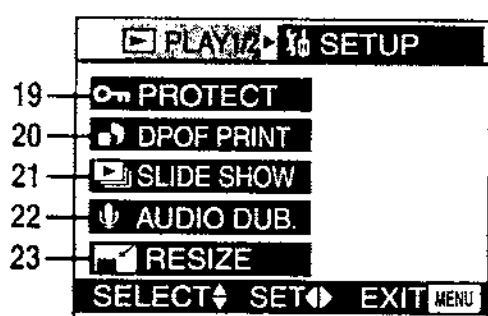 PLAY1/2 SETUP
19 PROTECT
20 DPOF PRINT
21 SLIDE SHOW
22 AUDIO DUB.
23 RESIZE
SELECT SET EXIT MENU